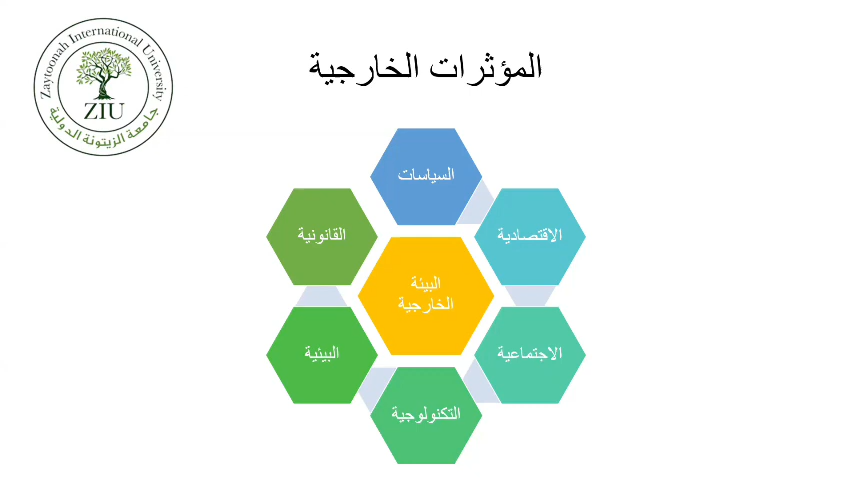 Zaytoonah International University
ZIU
جامعة الزيتونة الدولية
المؤثرات الخارجية
السياسات
الاقتصادية
الاجتماعية
التكنولوجية
البيئية
القانونية
البيئة
الخارجية